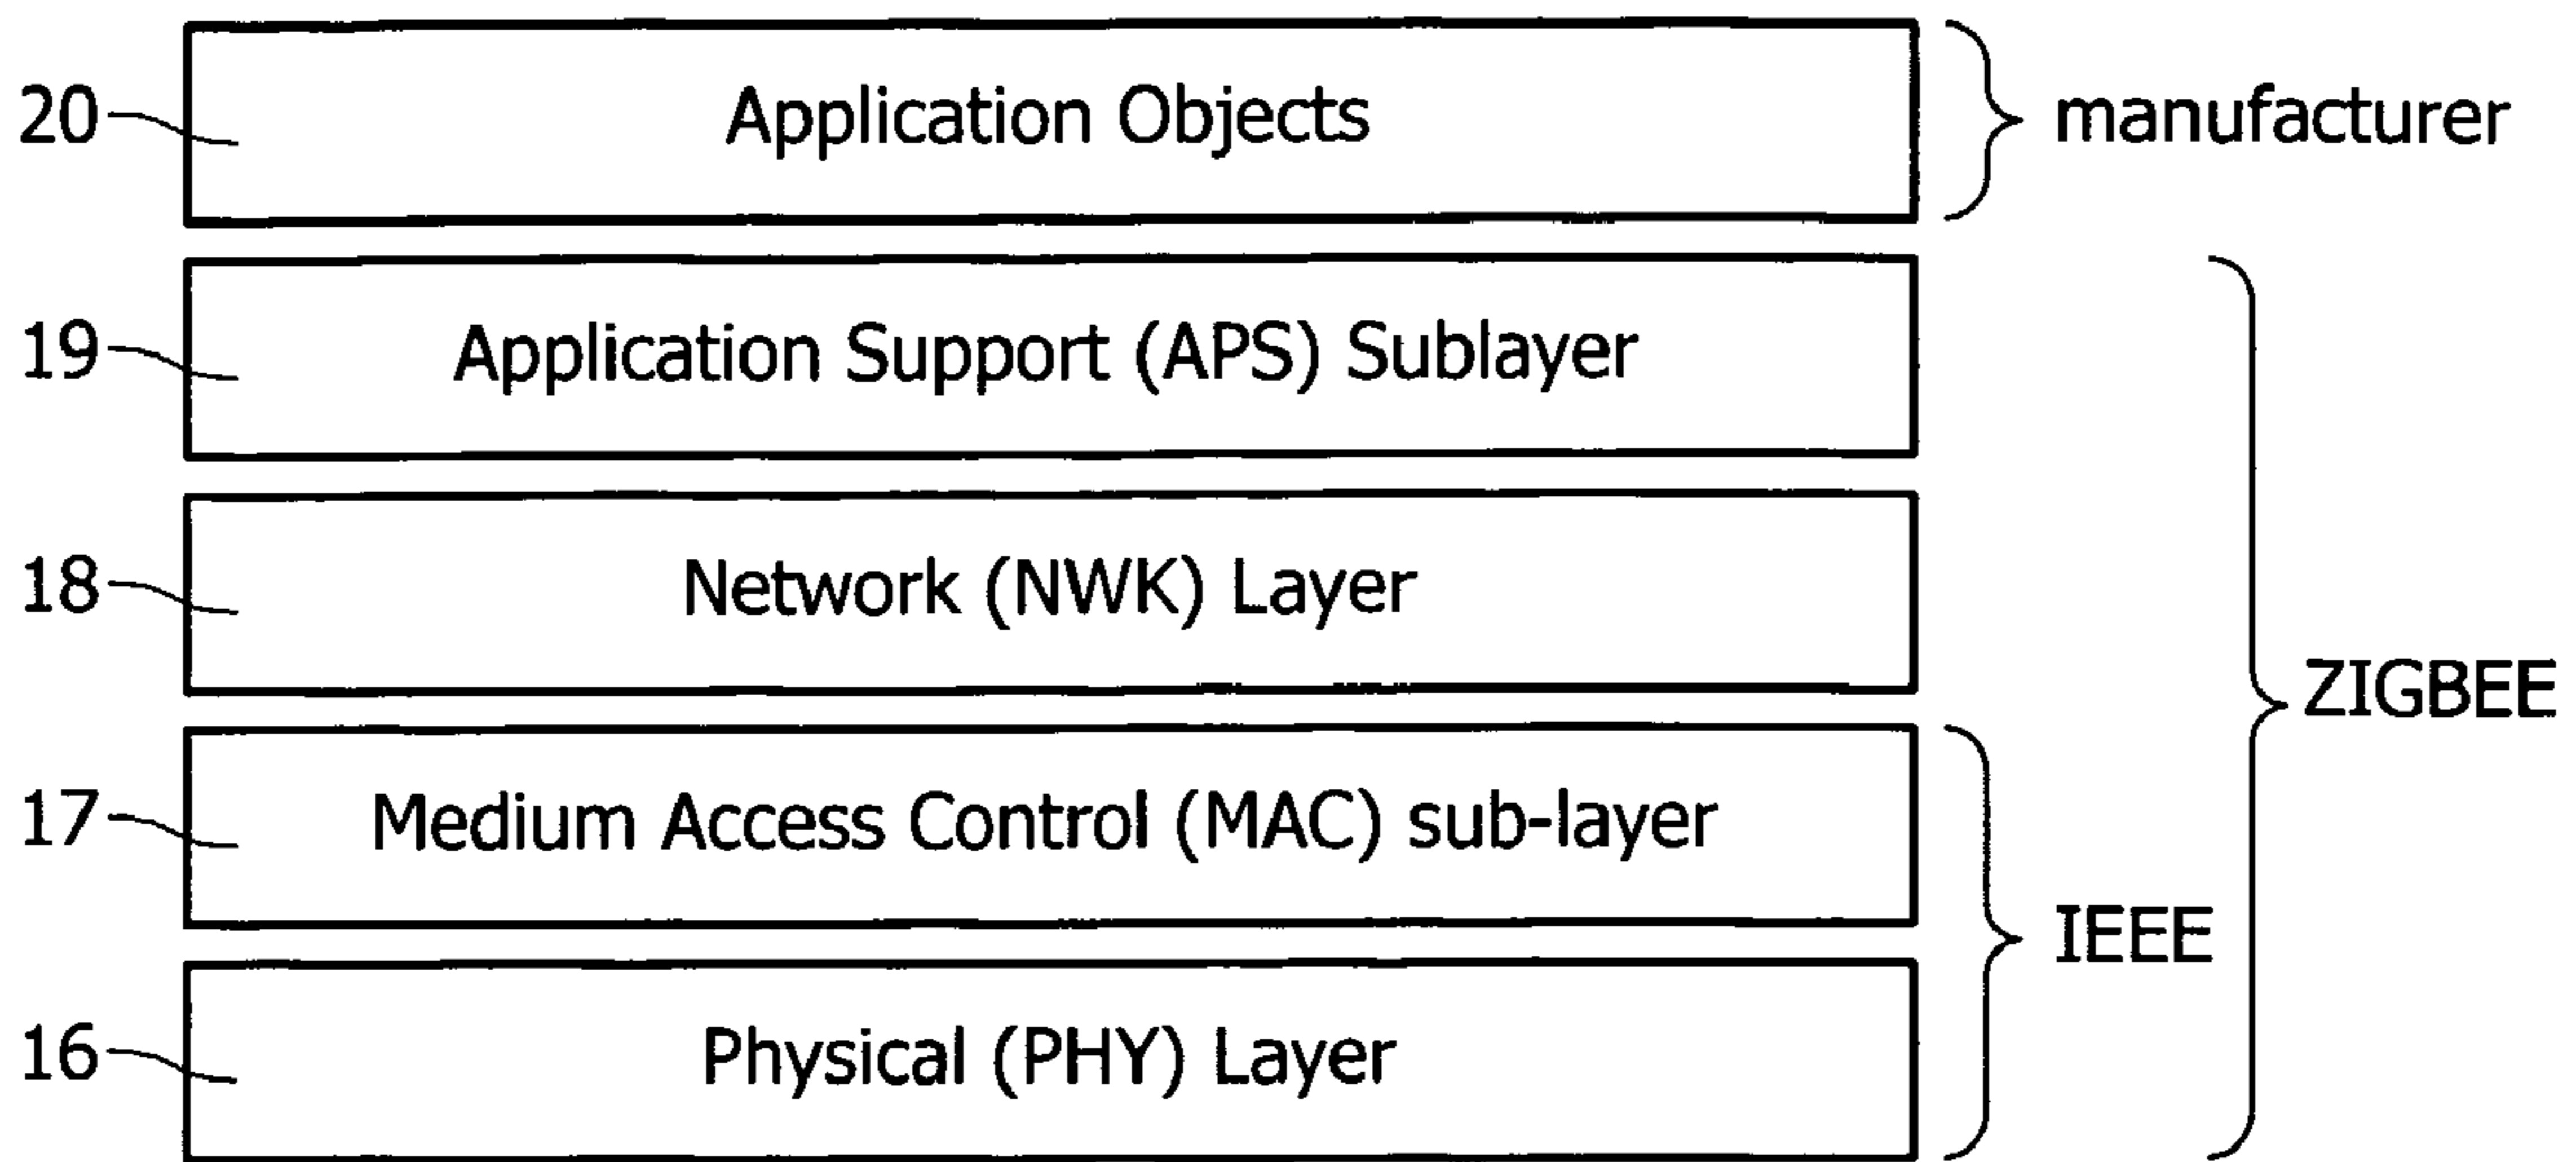 20
Application Objects
manufacturer
19
Application Support (APS) Sublayer
18
Network (NWK) Layer
ZIGBEE
17
Medium Access Control (MAC) sub-layer
IEEE
16
Physical (PHY) Layer